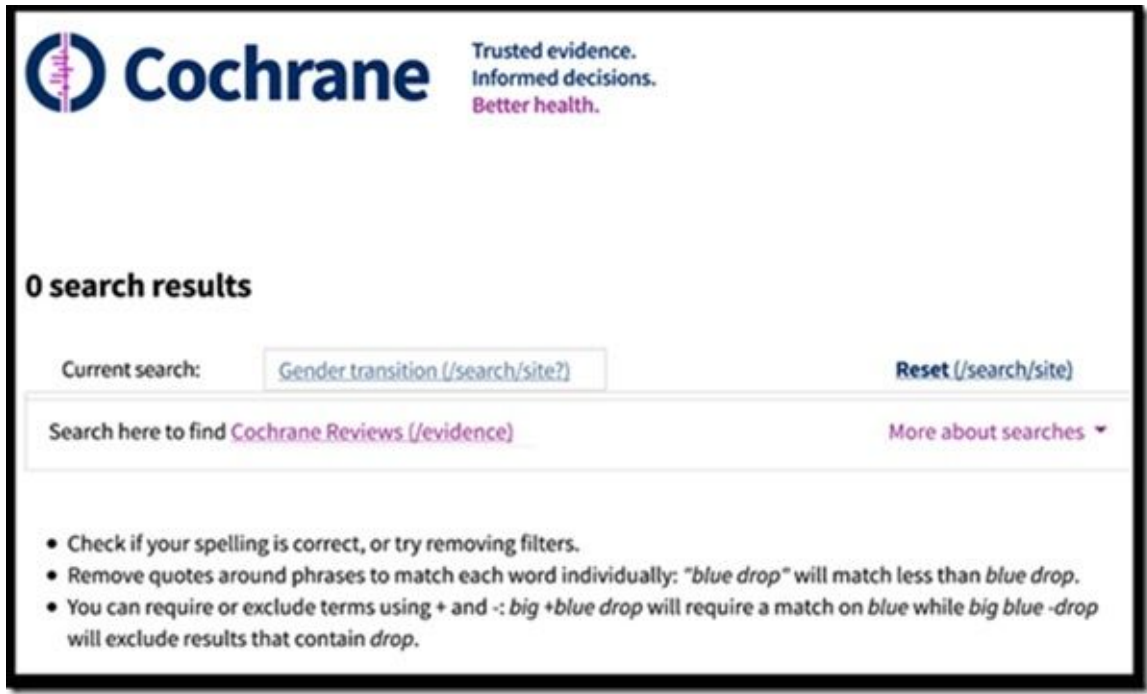 Cochrane
Trusted evidence.
Informed decisions.
Better health.
0 search results
Current search: Gender transition (/search/site?) Reset (/search/site)
Search here to find Cochrane Reviews (/evidence) More about searches
• Check if your spelling is correct, or try removing filters.
• Remove quotes around phrases to match each word individually: "blue drop" will match less than blue drop.
• You can require or exclude terms using + and -: big +blue drop will require a match on blue while big blue -drop
will exclude results that contain drop.